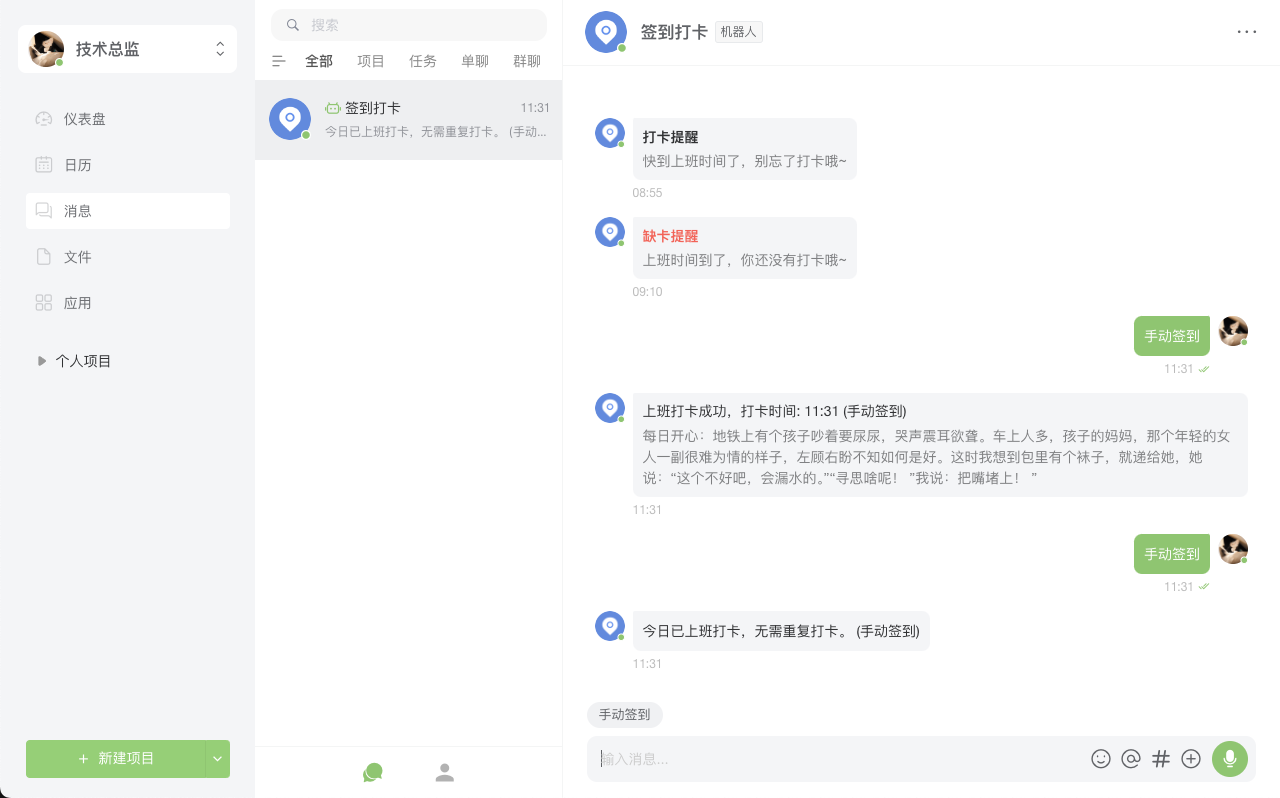 技术总监
仪表盘
日历
消息
文件
应用
个人项目
新建项目
搜索
全部
项目
任务
单聊
群聊
签到打卡
11:31
今日已上班打卡，无需重复打卡。 (手动...
签到打卡
机器人
打卡提醒
快到上班时间了，别忘了打卡哦~
08:55
缺卡提醒
上班时间到了，你还没有打卡哦~
09:10
手动签到
11:31
上班打卡成功，打卡时间: 11:31 (手动签到)
每日开心：地铁上有个孩子吵着要尿尿，哭声震耳欲聋。车上人多，孩子的妈妈，那个年轻的女
人一副很难为情的样子，左顾右盼不知如何是好。这时我想到包里有个袜子，就递给她，她
说：“这个不好吧，会漏水的。”“寻思啥呢！ ”我说：把嘴堵上！ ”
11:31
手动签到
11:31
今日已上班打卡，无需重复打卡。 (手动签到)
11:31
手动签到
输入消息...